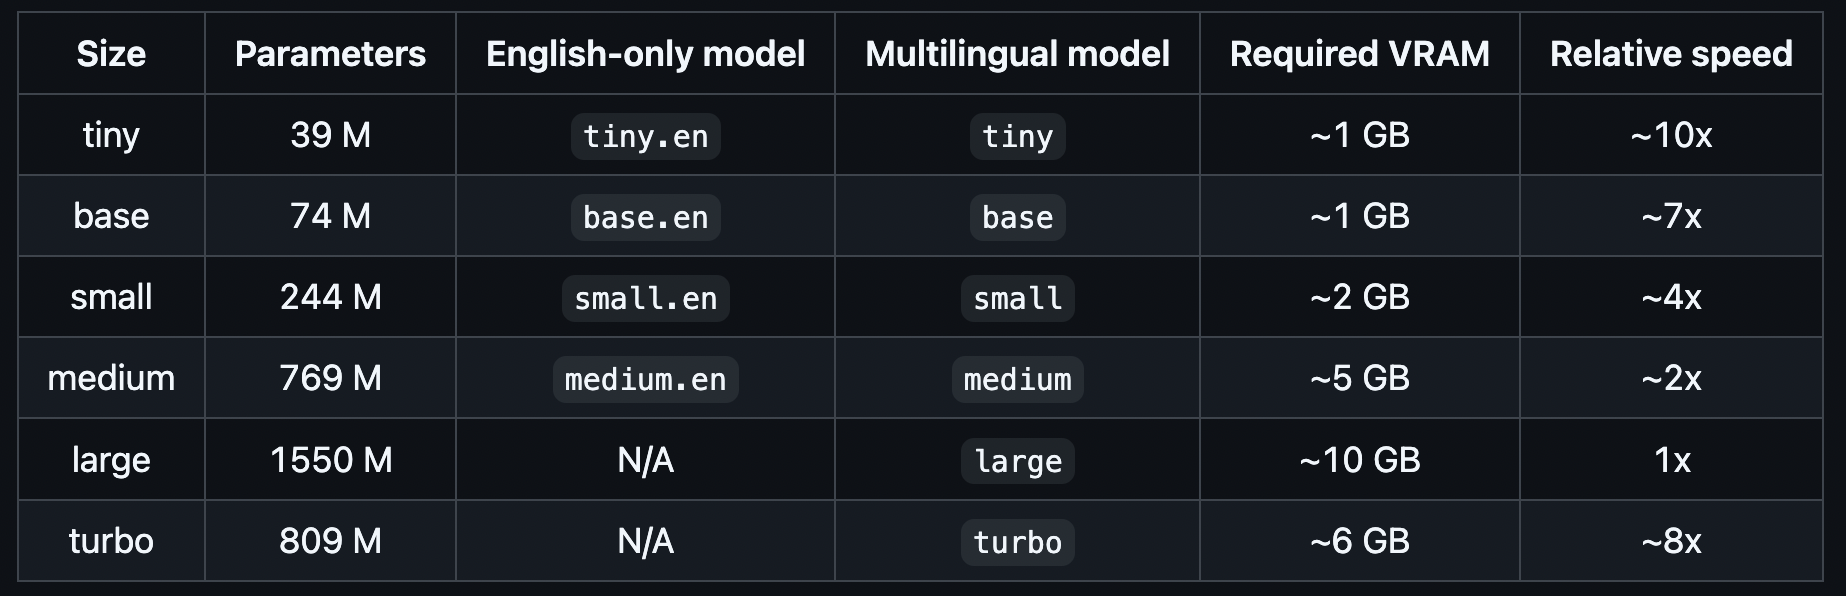 Size Parameters English-only model Multilingual model Required VRAM Relative speed
tiny 39 M tiny.en tiny ~1 GB ~10x
base 74 M base.en base ~1 GB ~7x
small 244 M small.en small ~2 GB ~4x
medium 769 M medium.en medium ~5 GB ~2x
large 1550 M N/A large ~10 GB 1x
turbo 809 M N/A turbo ~6 GB ~8x